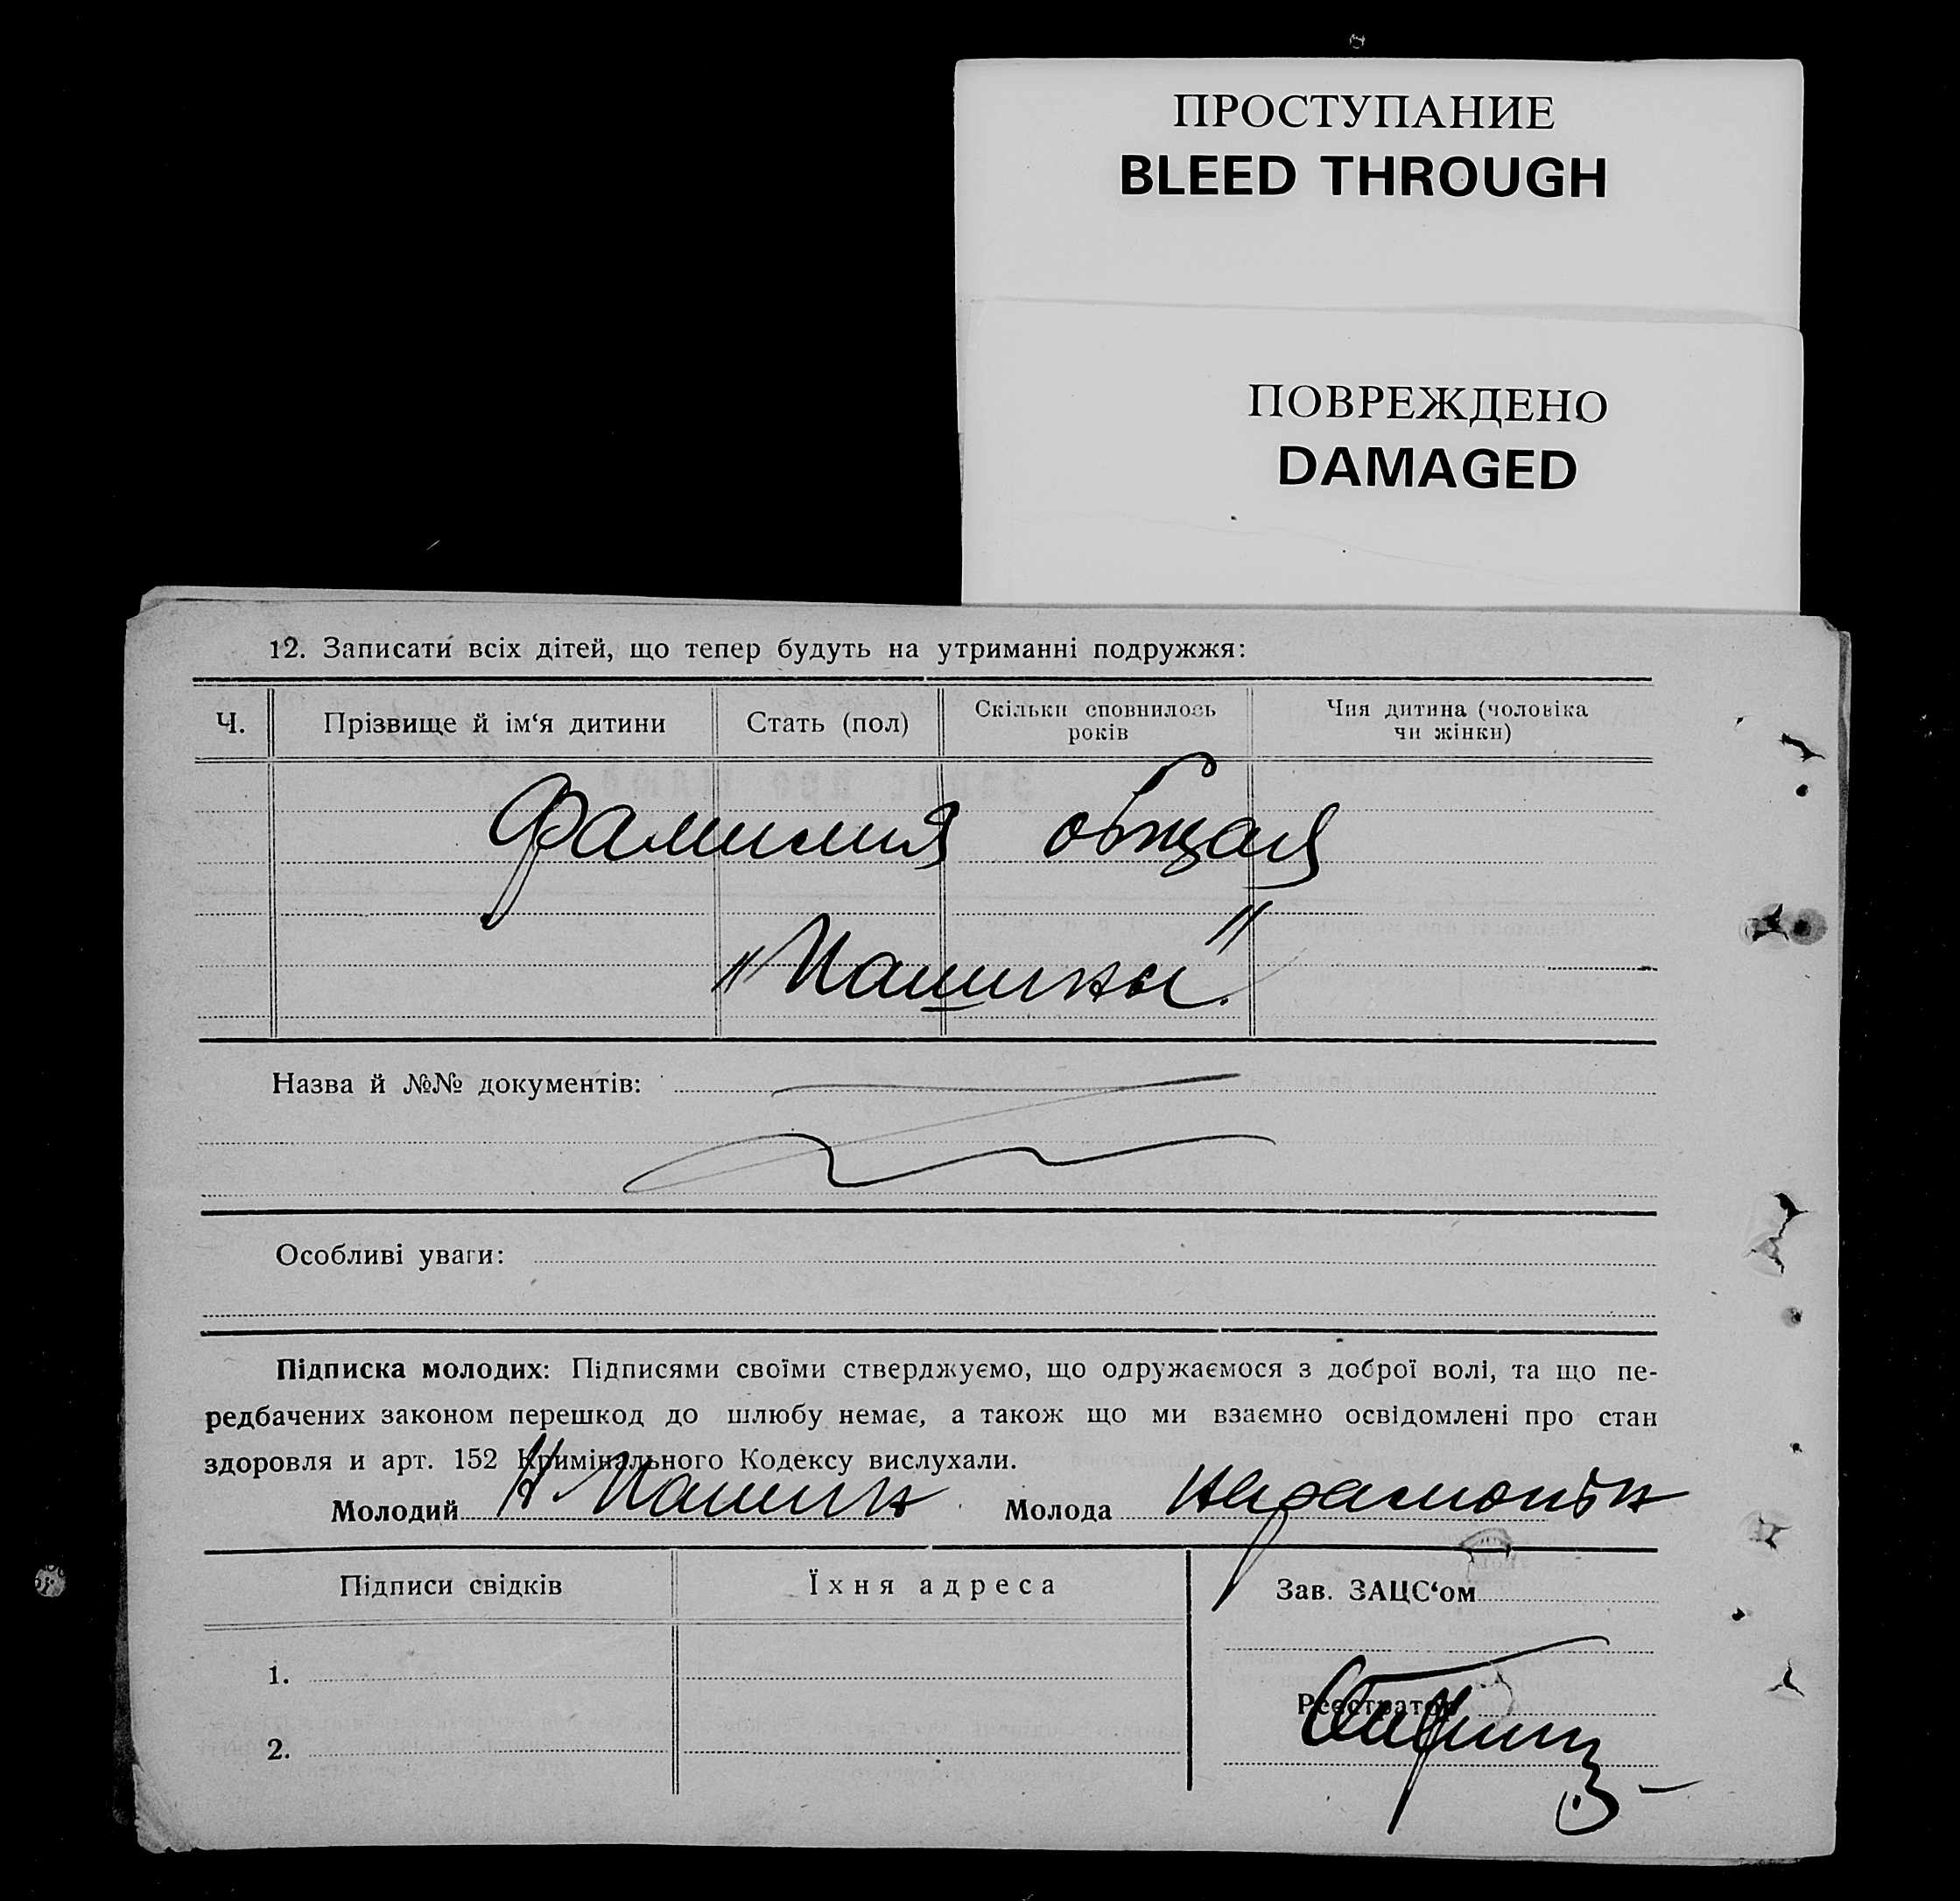 ПРОСТУПАНИЕ
BLEED THROUGH
ПОВРЕЖДЕНО
DAMAGED
12. Записати всіх дітей, що тепер будуть на утриманні подружжя:
Ч. Прізвище й ім‘я дитини Стать (пол) Скільки сповнилось років Чия дитина (чоловіка чи жінки)
Фамилия общая
"Машины".
Назва й №№ документів:
Особливі уваги:
Підписка молодих: Підписями своїми стверджуємо, що одружаємося з доброї волі, та що пе-
редбачених законом перешкод до шлюбу немає, а також що ми взаємно освідомлені про стан
здоровля и арт. 152 Кримінального Кодексу вислухали.
Молодий Молода
Підписи свідків Їхня адреса Зав. ЗАЦС‘ом
1.
Реєстратор
2.